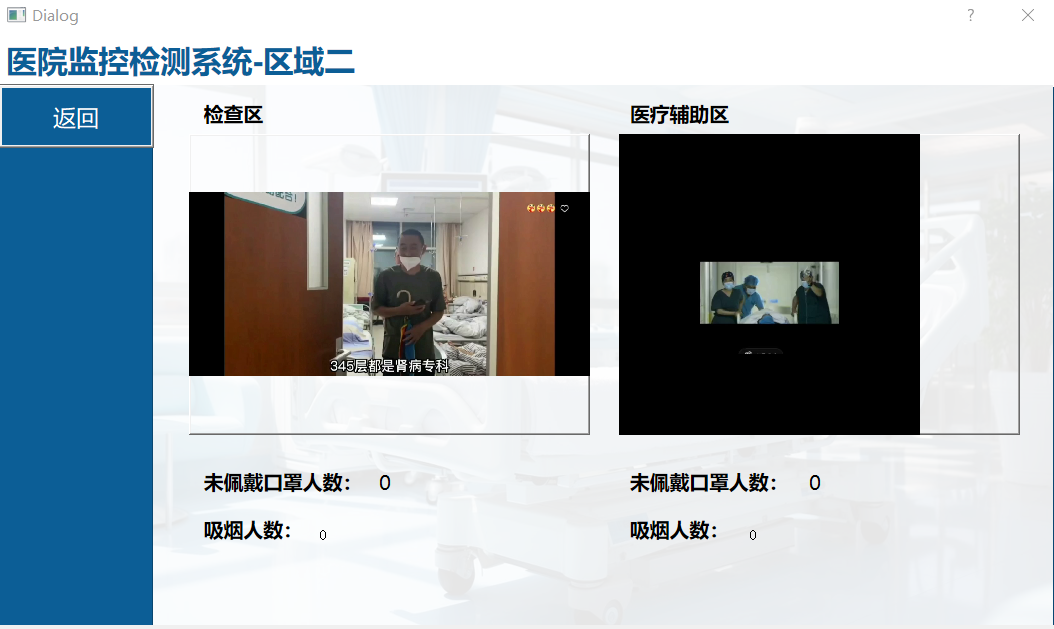 Dialog
?
医院监控检测系统-区域二
返回
检查区
医疗辅助区
345层都是肾病专科
未佩戴口罩人数： 0
未佩戴口罩人数： 0
吸烟人数： 0
吸烟人数： 0